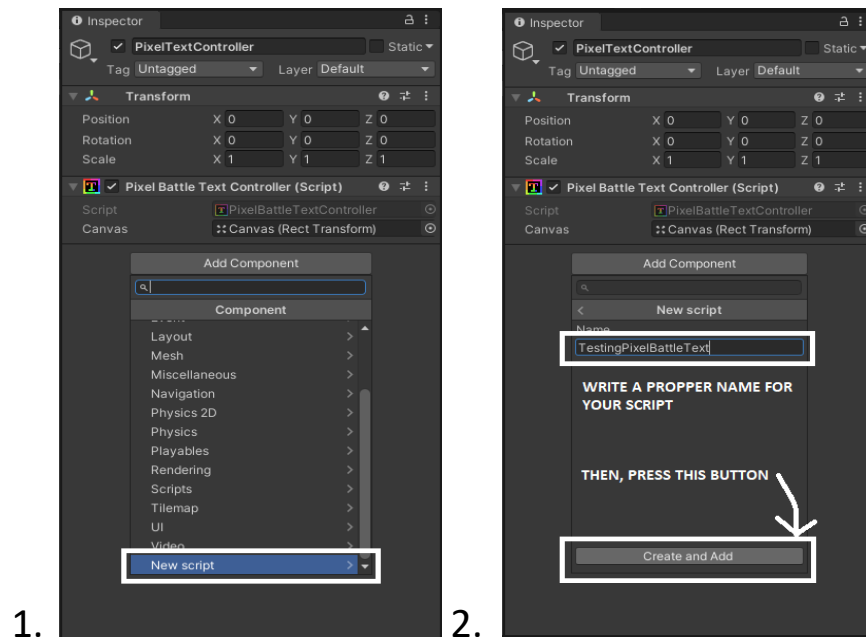 Inspector
PixelTextController Static
Tag Untagged Layer Default
Transform
Position X 0 Y 0 Z 0
Rotation X 0 Y 0 Z 0
Scale X 1 Y 1 Z 1
Pixel Battle Text Controller (Script)
Script PixelBattleTextController
Canvas Canvas (Rect Transform)
Add Component
Component
Layout
Mesh
Miscellaneous
Navigation
Physics 2D
Physics
Playables
Rendering
Scripts
Tilemap
UI
Video
New script
1.
Inspector
PixelTextController Static
Tag Untagged Layer Default
Transform
Position X 0 Y 0 Z 0
Rotation X 0 Y 0 Z 0
Scale X 1 Y 1 Z 1
Pixel Battle Text Controller (Script)
Script PixelBattleTextController
Canvas Canvas (Rect Transform)
Add Component
New script
Name
TestingPixelBattleText
WRITE A PROPPER NAME FOR
YOUR SCRIPT
THEN, PRESS THIS BUTTON
Create and Add
2.